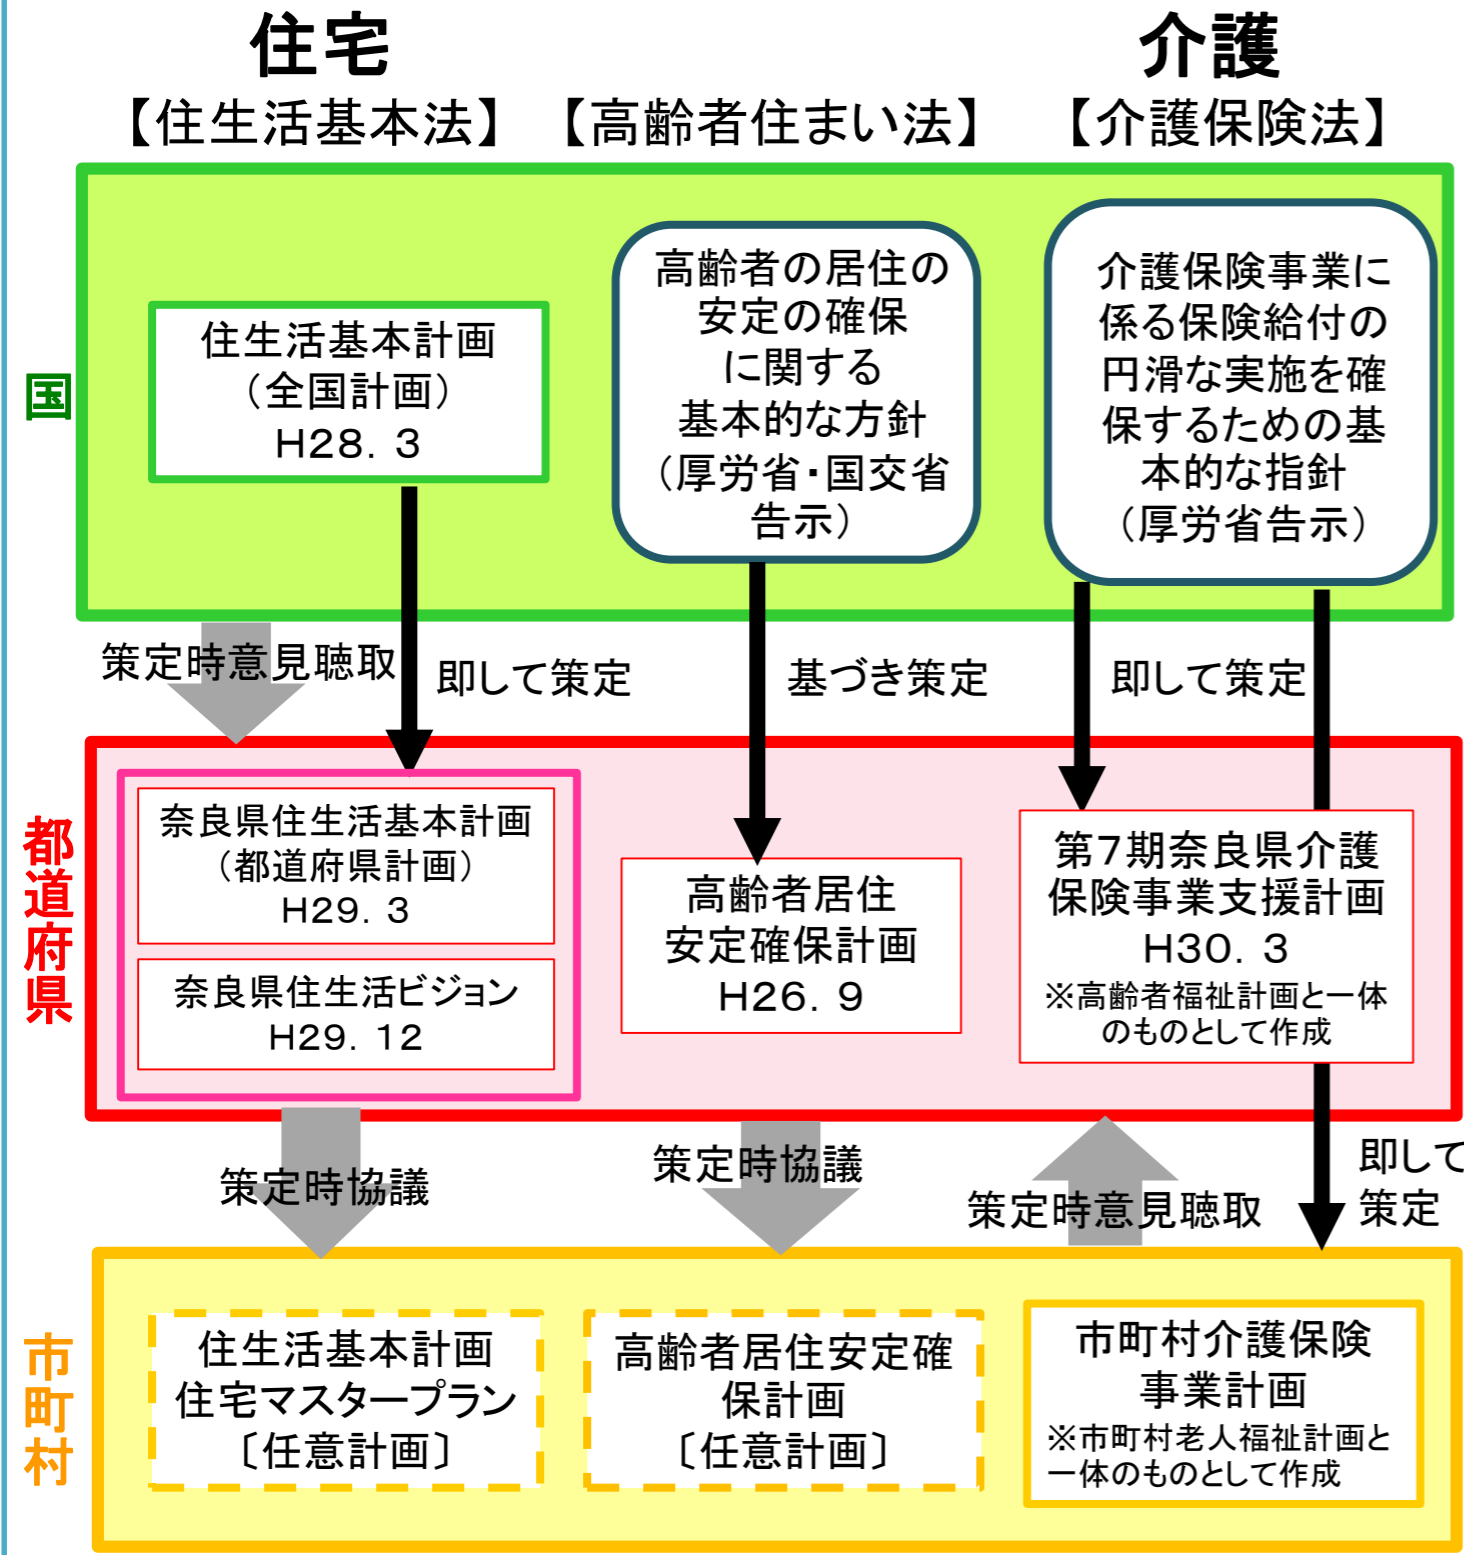 住宅
介護
【住生活基本法】
【高齢者住まい法】
【介護保険法】
国
住生活基本計画
（全国計画）
H28．3
高齢者の居住の
安定の確保
に関する
基本的な方針
（厚労省・国交省
告示）
介護保険事業に
係る保険給付の
円滑な実施を確
保するための基
本的な指針
（厚労省告示）
策定時意見聴取
即して策定
基づき策定
即して策定
都道府県
奈良県住生活基本計画
（都道府県計画）
H29．3
奈良県住生活ビジョン
H29．12
高齢者居住
安定確保計画
H26．9
第7期奈良県介護
保険事業支援計画
H30．3
※高齢者福祉計画と一体
のものとして作成
策定時協議
策定時協議
策定時意見聴取
即して
策定
市町村
住生活基本計画
住宅マスタープラン
〔任意計画〕
高齢者居住安定確
保計画
〔任意計画〕
市町村介護保険
事業計画
※市町村老人福祉計画と
一体のものとして作成